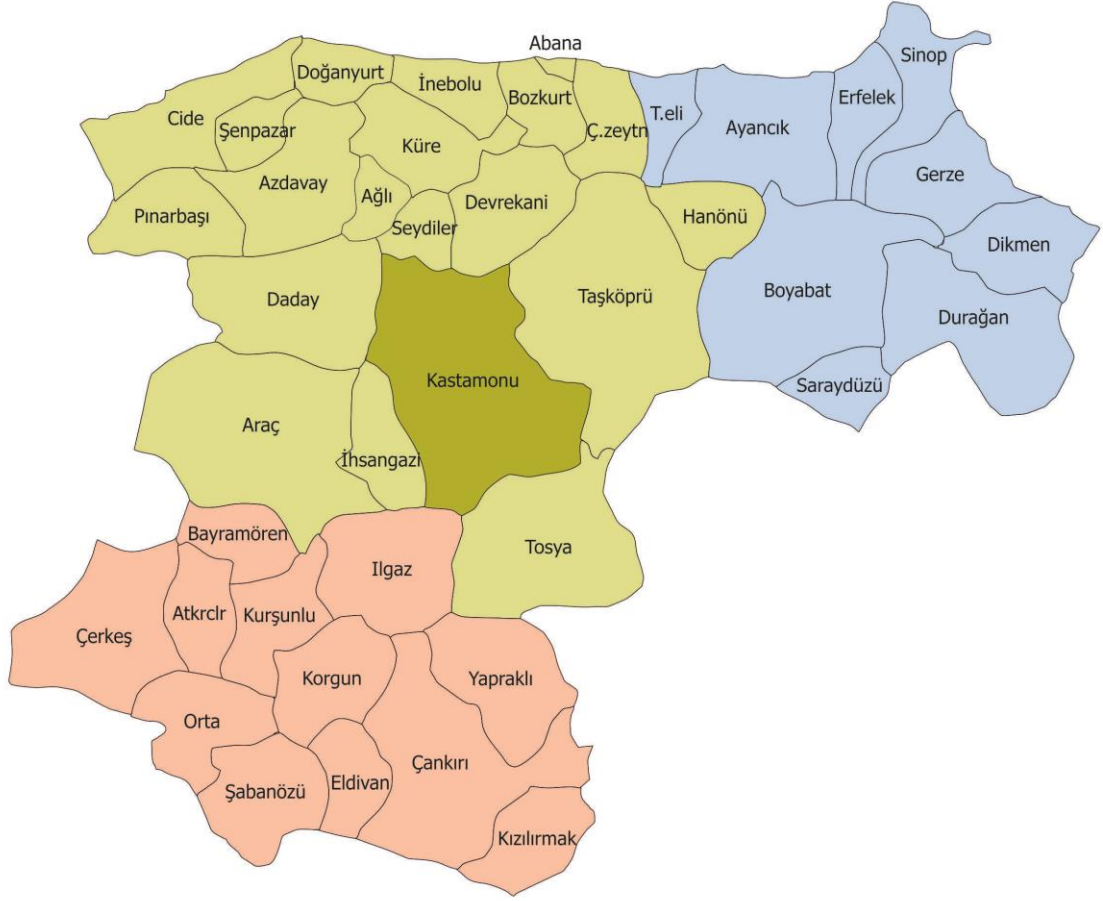 Abana
Sinop
Doğanyurt
İnebolu
Bozkurt
Erfelek
Cide
Şenpazar
T.eli
Ayancık
Ç.zeytn
Küre
Gerze
Azdavay
Ağlı
Devrekani
Pınarbaşı
Hanönü
Seydiler
Dikmen
Daday
Taşköprü
Boyabat
Durağan
Kastamonu
Saraydüzü
Araç
İhsangazi
Bayramören
Tosya
Ilgaz
Atkrclr
Kurşunlu
Çerkeş
Korgun
Yapraklı
Orta
Çankırı
Şabanözü
Eldivan
Kızılırmak